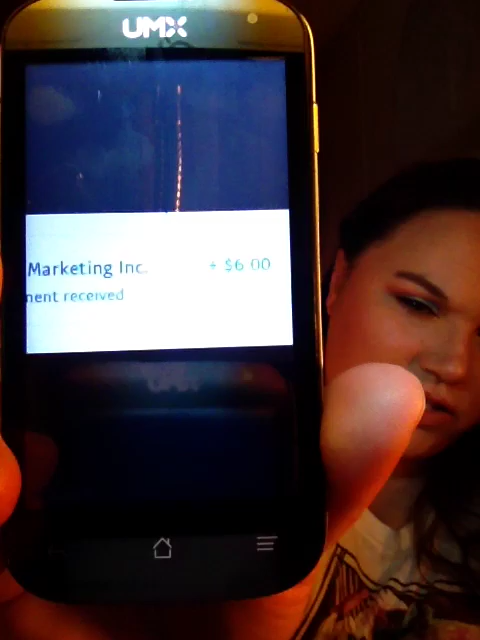 UMX
Marketing Inc.
+ $6.00
nent received